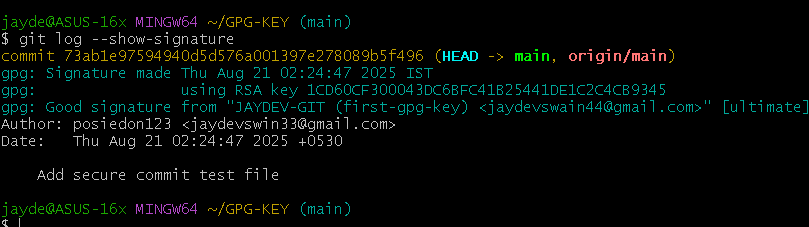 jayde@ASUS-16x MINGW64 ~/GPG-KEY (main)
$ git log --show-signature
commit 73ab1e97594940d5d576a001397e278089b5f496 (HEAD -> main, origin/main)
gpg: Signature made Thu Aug 21 02:24:47 2025 IST
gpg:                using RSA key 1CD60CF300043DC6BFC41B25441DE1C2C4CB9345
gpg: Good signature from "JAYDEV-GIT (first-gpg-key) <jaydevswain44@gmail.com>" [ultimate]
Author: posiedon123 <jaydevswin33@gmail.com>
Date:   Thu Aug 21 02:24:47 2025 +0530
    Add secure commit test file
jayde@ASUS-16x MINGW64 ~/GPG-KEY (main)
$